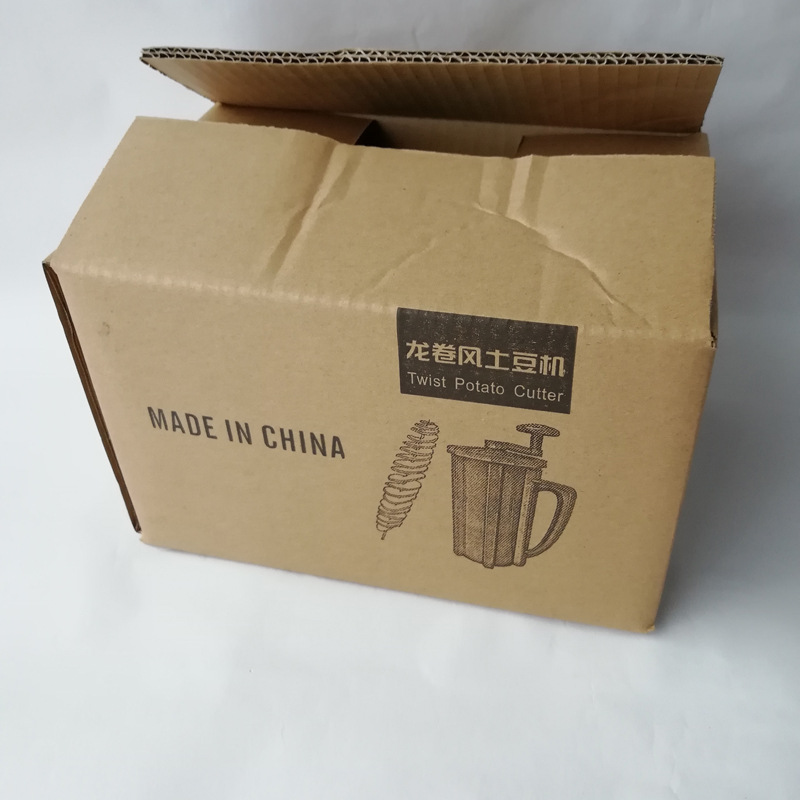 龙卷风土豆机
Twist Potato Cutter
MADE IN CHINA